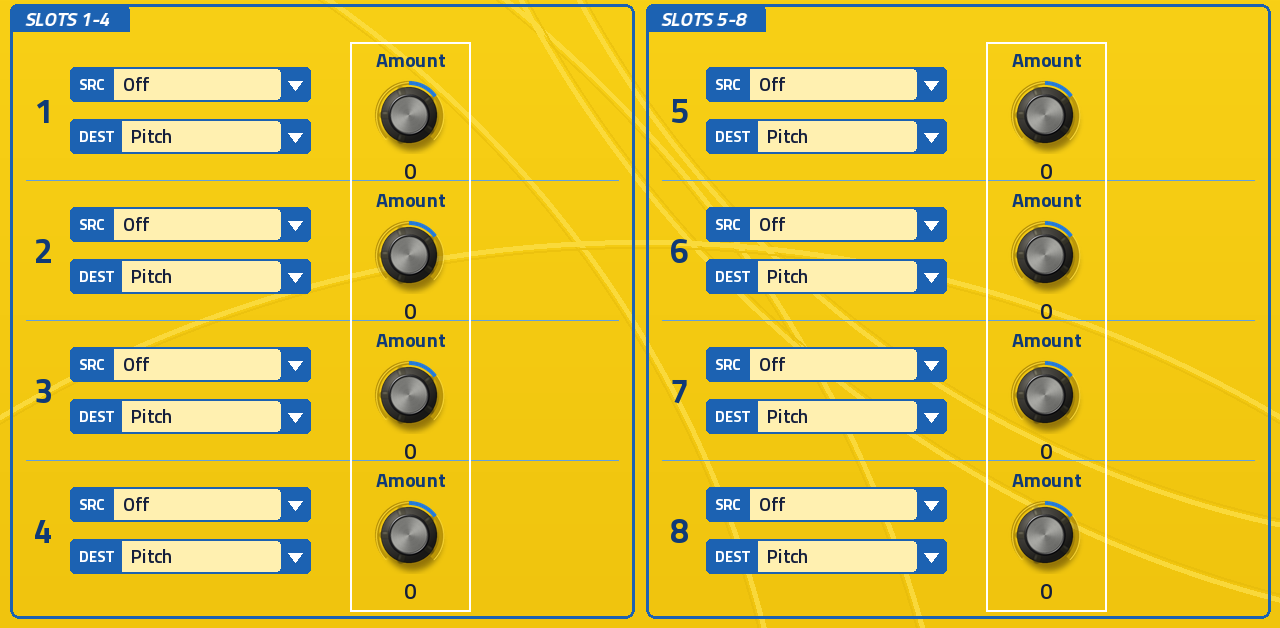 SLOTS 1-4
Amount
1
SRC Off
DEST Pitch
0
Amount
2
SRC Off
DEST Pitch
0
Amount
3
SRC Off
DEST Pitch
0
Amount
4
SRC Off
DEST Pitch
0
SLOTS 5-8
Amount
5
SRC Off
DEST Pitch
0
Amount
6
SRC Off
DEST Pitch
0
Amount
7
SRC Off
DEST Pitch
0
Amount
8
SRC Off
DEST Pitch
0